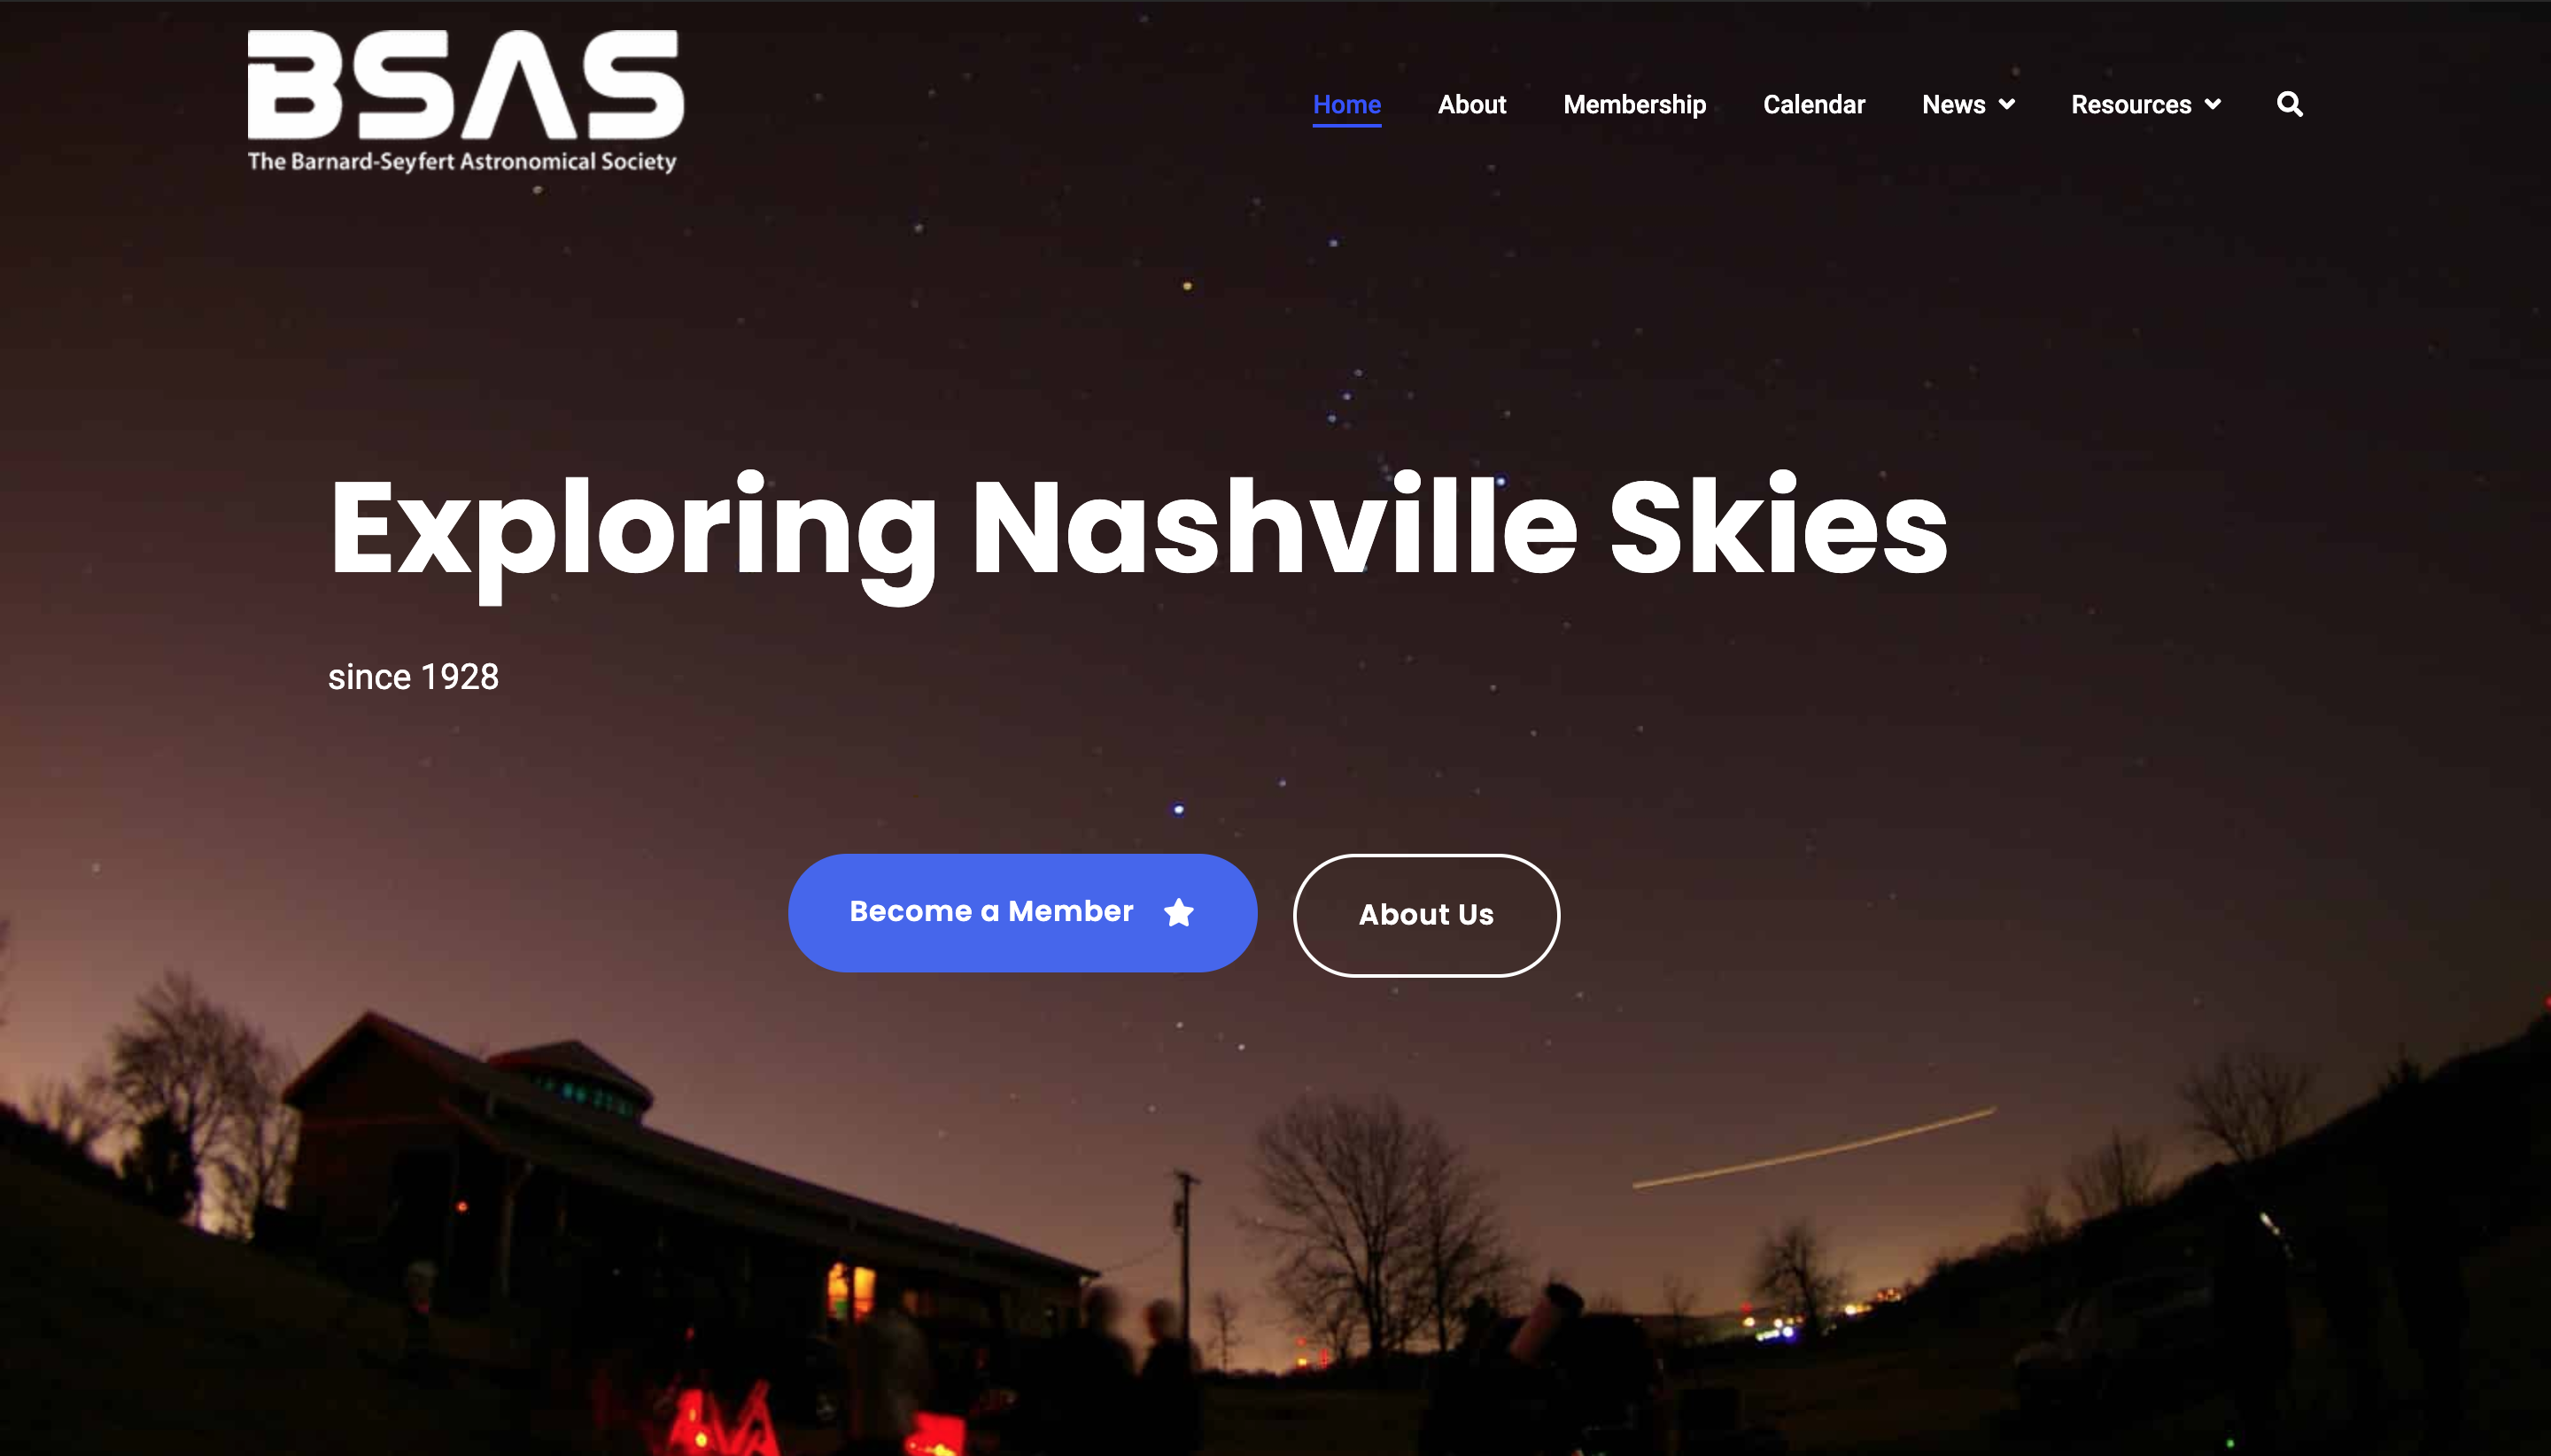 BSAS
The Barnard-Seyfert Astronomical Society
Home About Membership Calendar News Resources
Exploring Nashville Skies
since 1928
Become a Member
About Us